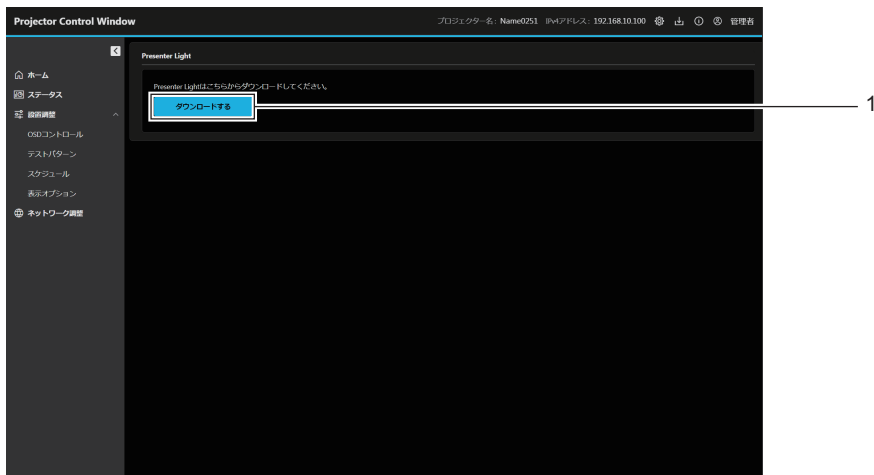 Projector Control Window
プロジェクター名: Name0251 IPv4アドレス: 192.168.10.100 管理者
ホーム
ステータス
設置調整
OSDコントロール
テストパターン
スケジュール
表示オプション
ネットワーク調整
Presenter Light
Presenter Lightはこちらからダウンロードしてください。
ダウンロードする
1